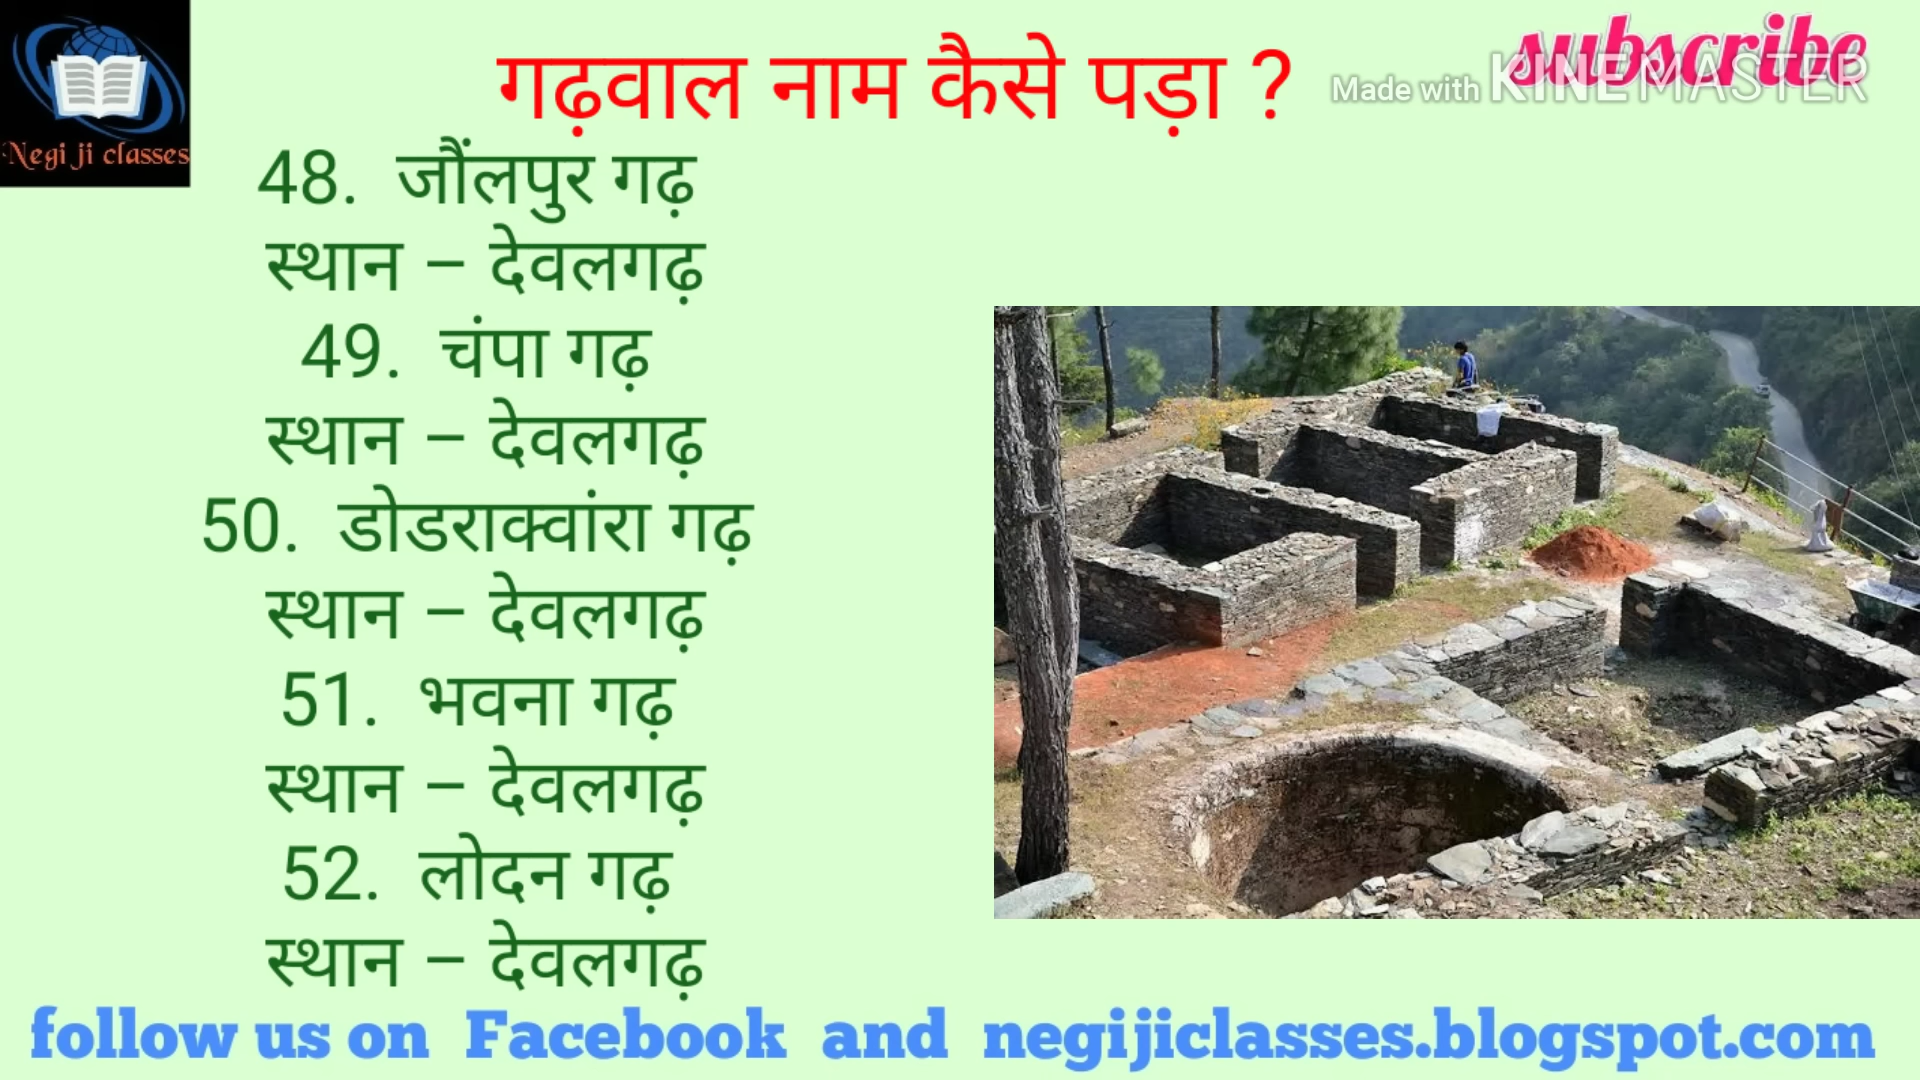 गढ़वाल नाम कैसे पड़ा ?
subscribe
Made with KINEMASTER
Negi ji classes
48. जौंलपुर गढ़
स्थान – देवलगढ़
49. चंपा गढ़
स्थान – देवलगढ़
50. डोडराक्वांरा गढ़
स्थान – देवलगढ़
51. भवना गढ़
स्थान – देवलगढ़
52. लोदन गढ़
स्थान – देवलगढ़
follow us on Facebook and negijiclasses.blogspot.com